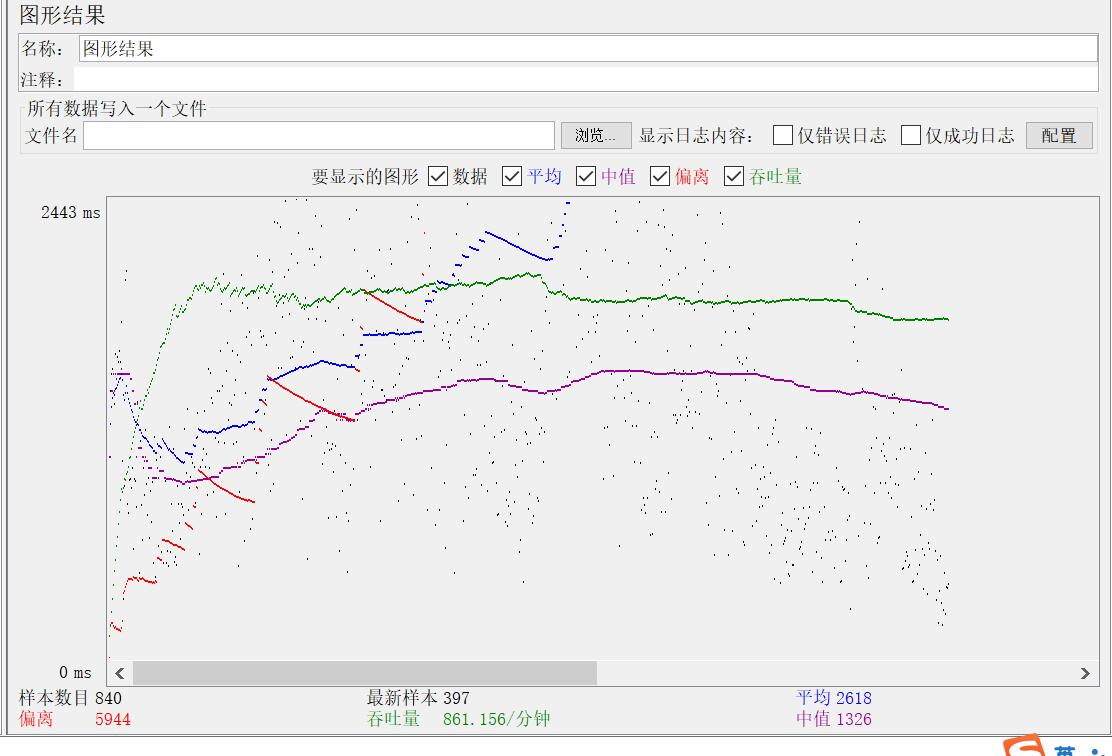 图形结果
名称： 图形结果
注释：
所有数据写入一个文件
文件名 浏览... 显示日志内容： 仅错误日志 仅成功日志 配置
要显示的图形 数据 平均 中值 偏离 吞吐量
2443 ms
0 ms
样本数目 840 最新样本 397 平均 2618
偏离 5944 吞吐量 861.156/分钟 中值 1326
英